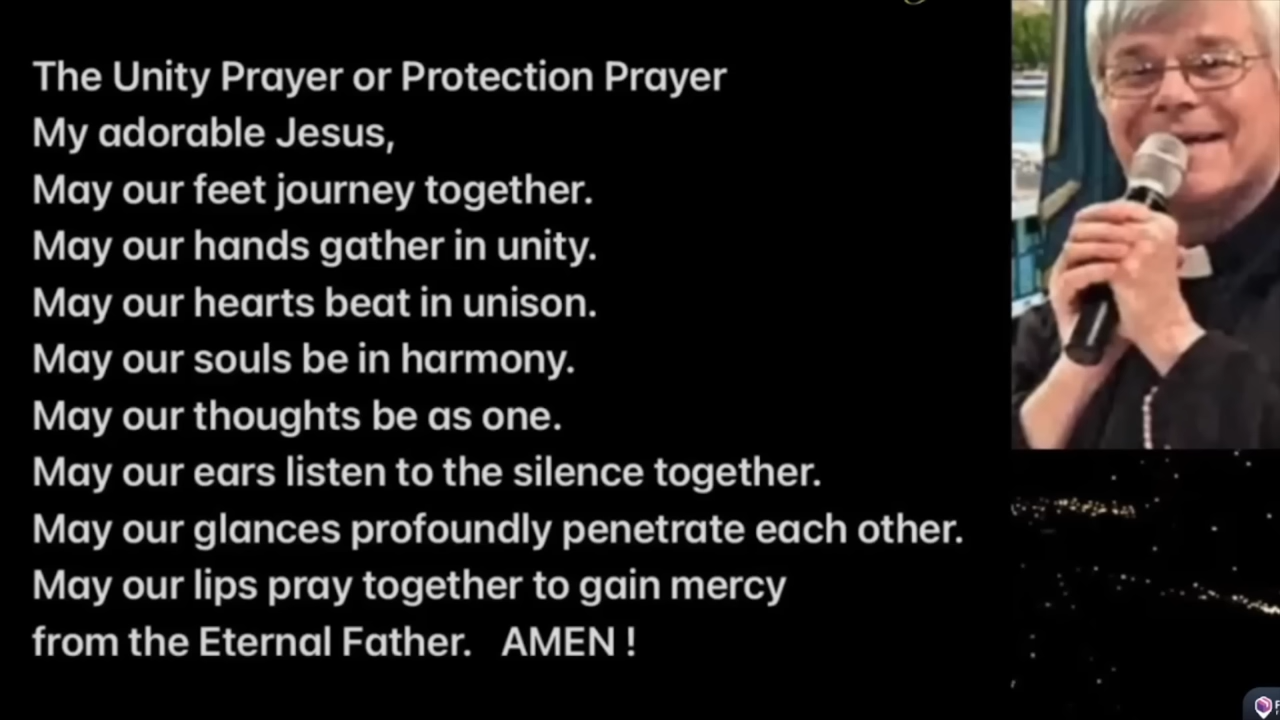 The Unity Prayer or Protection Prayer
My adorable Jesus,
May our feet journey together.
May our hands gather in unity.
May our hearts beat in unison.
May our souls be in harmony.
May our thoughts be as one.
May our ears listen to the silence together.
May our glances profoundly penetrate each other.
May our lips pray together to gain mercy
from the Eternal Father.   AMEN !